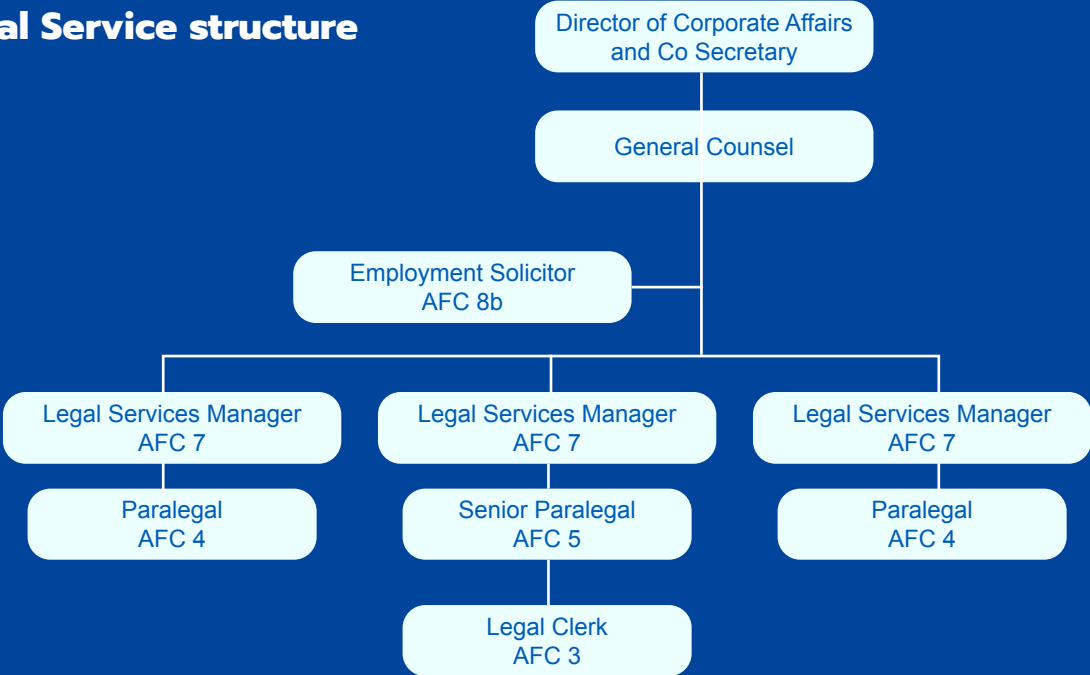 al Service structure
Director of Corporate Affairs
and Co Secretary
General Counsel
Employment Solicitor
AFC 8b
Legal Services Manager
AFC 7
Legal Services Manager
AFC 7
Legal Services Manager
AFC 7
Paralegal
AFC 4
Senior Paralegal
AFC 5
Paralegal
AFC 4
Legal Clerk
AFC 3